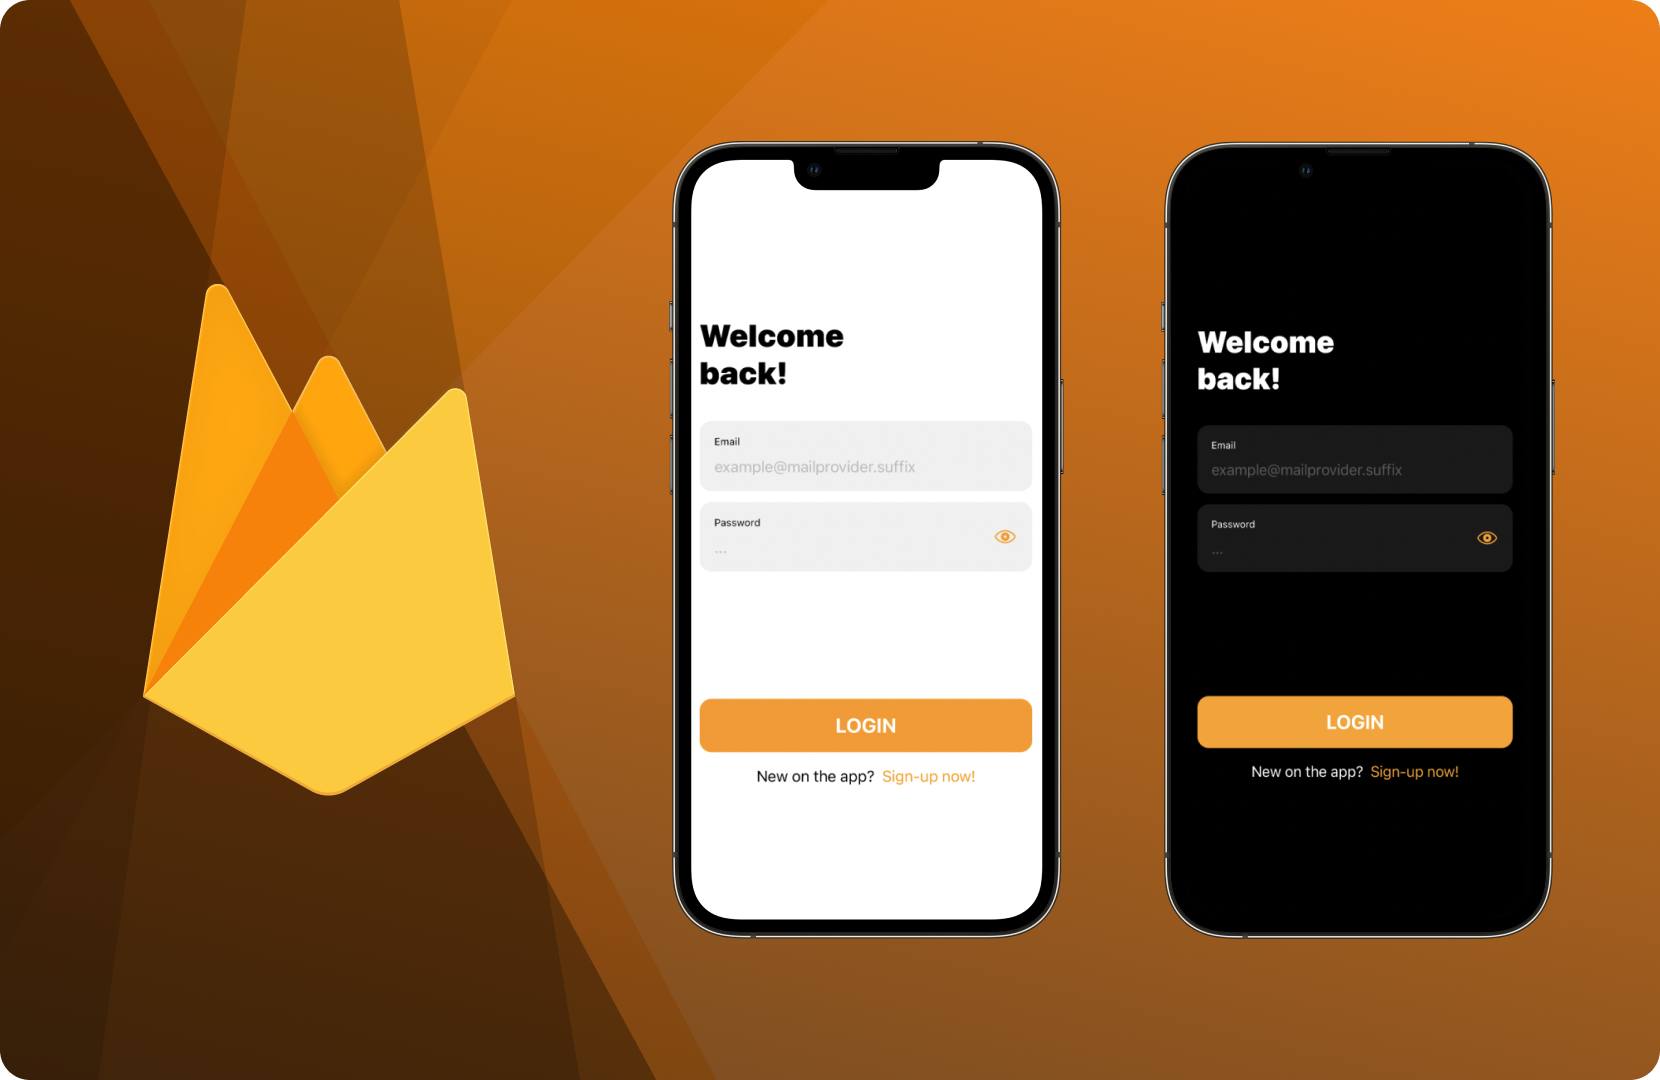 Welcome
back!
Email
example@mailprovider.suffix
Password
...
LOGIN
New on the app? Sign-up now!
Welcome
back!
Email
example@mailprovider.suffix
Password
...
LOGIN
New on the app? Sign-up now!